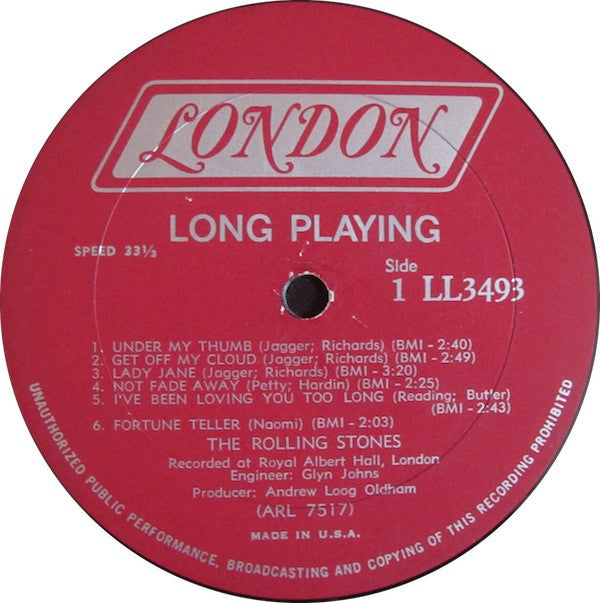 LONDON
LONG PLAYING
SPEED 33⅓
Side
1 LL3493
1. UNDER MY THUMB (Jagger; Richards) (BMI - 2:40)
2. GET OFF MY CLOUD (Jagger; Richards) (BMI - 2:49)
3. LADY JANE (Jagger; Richards) (BMI - 3:20)
4. NOT FADE AWAY (Petty; Hardin) (BMI - 2:25)
5. I'VE BEEN LOVING YOU TOO LONG (Reading; Butler)
(BMI - 2:43)
6. FORTUNE TELLER (Naomi) (BMI - 2:03)
THE ROLLING STONES
Recorded at Royal Albert Hall, London
Engineer: Glyn Johns
Producer: Andrew Loog Oldham
(ARL 7517)
MADE IN U.S.A.
UNAUTHORIZED PUBLIC PERFORMANCE, BROADCASTING AND COPYING OF THIS RECORDING PROHIBITED